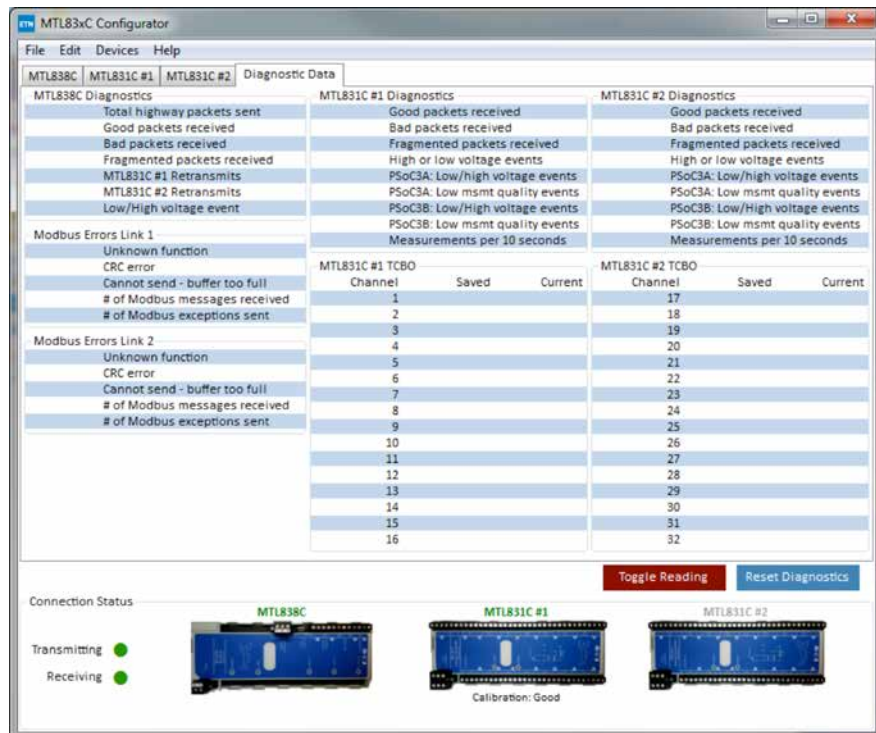 ETN MTL83xC Configurator
File Edit Devices Help
MTL838C MTL831C #1 MTL831C #2 Diagnostic Data
MTL838C Diagnostics
Total highway packets sent
Good packets received
Bad packets received
Fragmented packets received
MTL831C #1 Retransmits
MTL831C #2 Retransmits
Low/High voltage event
Modbus Errors Link 1
Unknown function
CRC error
Cannot send - buffer too full
# of Modbus messages received
# of Modbus exceptions sent
Modbus Errors Link 2
Unknown function
CRC error
Cannot send - buffer too full
# of Modbus messages received
# of Modbus exceptions sent
MTL831C #1 Diagnostics
Good packets received
Bad packets received
Fragmented packets received
High or low voltage events
PSoC3A: Low/high voltage events
PSoC3A: Low msmt quality events
PSoC3B: Low/High voltage events
PSoC3B: Low msmt quality events
Measurements per 10 seconds
MTL831C #1 TCBO
Channel Saved Current
1
2
3
4
5
6
7
8
9
10
11
12
13
14
15
16
MTL831C #2 Diagnostics
Good packets received
Bad packets received
Fragmented packets received
High or low voltage events
PSoC3A: Low/high voltage events
PSoC3A: Low msmt quality events
PSoC3B: Low/High voltage events
PSoC3B: Low msmt quality events
Measurements per 10 seconds
MTL831C #2 TCBO
Channel Saved Current
17
18
19
20
21
22
23
24
25
26
27
28
29
30
31
32
Toggle Reading Reset Diagnostics
Connection Status
MTL838C MTL831C #1 MTL831C #2
Transmitting
Receiving
Calibration: Good